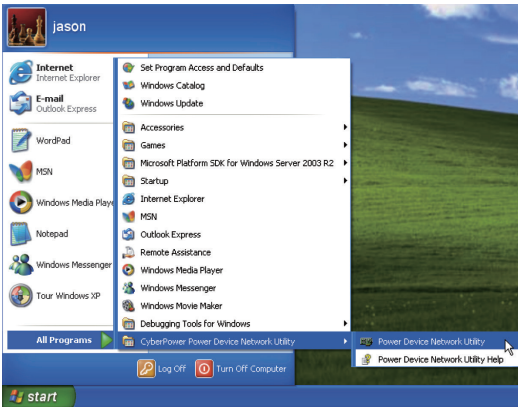 jason
Internet
Internet Explorer
E-mail
Outlook Express
WordPad
MSN
Windows Media Playe
Notepad
Windows Messenger
Tour Windows XP
All Programs
Set Program Access and Defaults
Windows Catalog
Windows Update
Accessories
Games
Microsoft Platform SDK for Windows Server 2003 R2
Startup
Internet Explorer
MSN
Outlook Express
Remote Assistance
Windows Media Player
Windows Messenger
Windows Movie Maker
Debugging Tools for Windows
CyberPower Power Device Network Utility
Power Device Network Utility
Power Device Network Utility Help
Log Off
Turn Off Computer
start